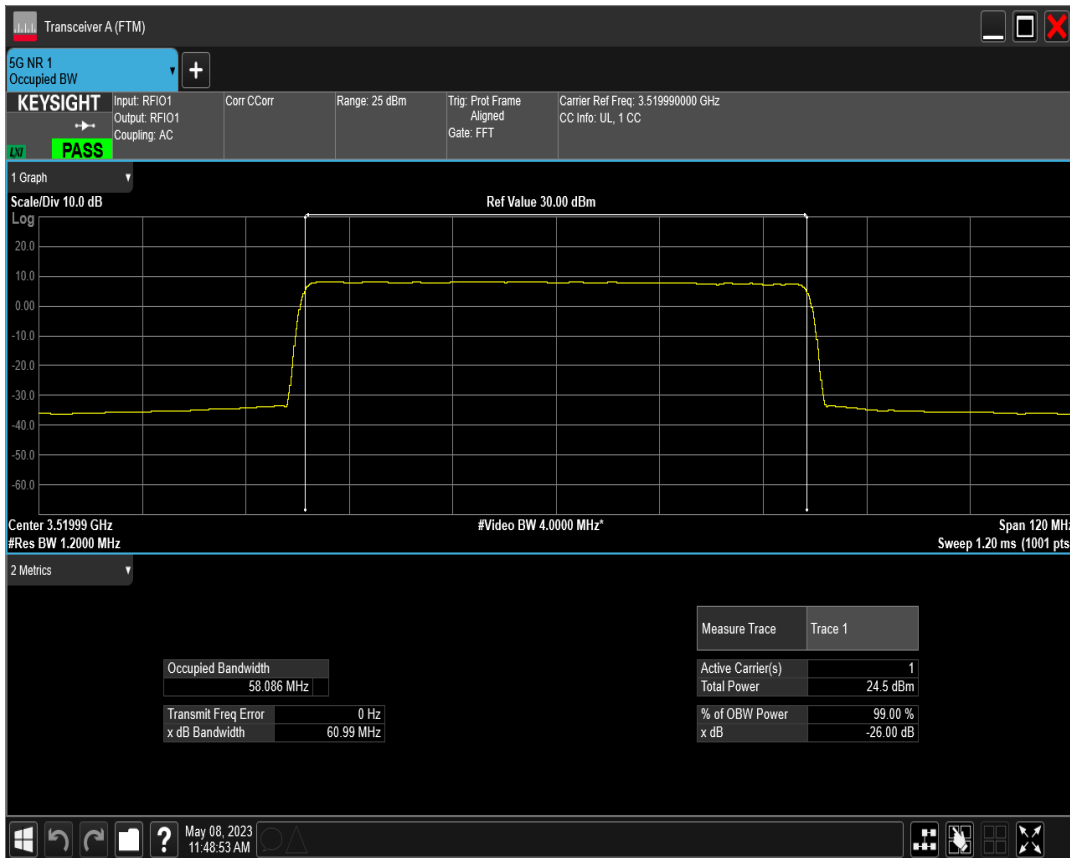 Transceiver A (FTM)
5G NR 1
Occupied BW
+
KEYSIGHT
LXI
PASS
Input: RFIO1
Output: RFIO1
Coupling: AC
Corr CCorr
Range: 25 dBm
Trig: Prot Frame
Aligned
Gate: FFT
Carrier Ref Freq: 3.519990000 GHz
CC Info: UL, 1 CC
1 Graph
Scale/Div 10.0 dB
Ref Value 30.00 dBm
Log
20.0
10.0
0.00
-10.0
-20.0
-30.0
-40.0
-50.0
-60.0
Center 3.51999 GHz
#Video BW 4.0000 MHz*
Span 120 MHz
#Res BW 1.2000 MHz
Sweep 1.20 ms (1001 pts
2 Metrics
Measure Trace Trace 1
Occupied Bandwidth
58.086 MHz
Active Carrier(s) 1
Total Power 24.5 dBm
Transmit Freq Error 0 Hz
x dB Bandwidth 60.99 MHz
% of OBW Power 99.00 %
x dB -26.00 dB
?
May 08, 2023
11:48:53 AM